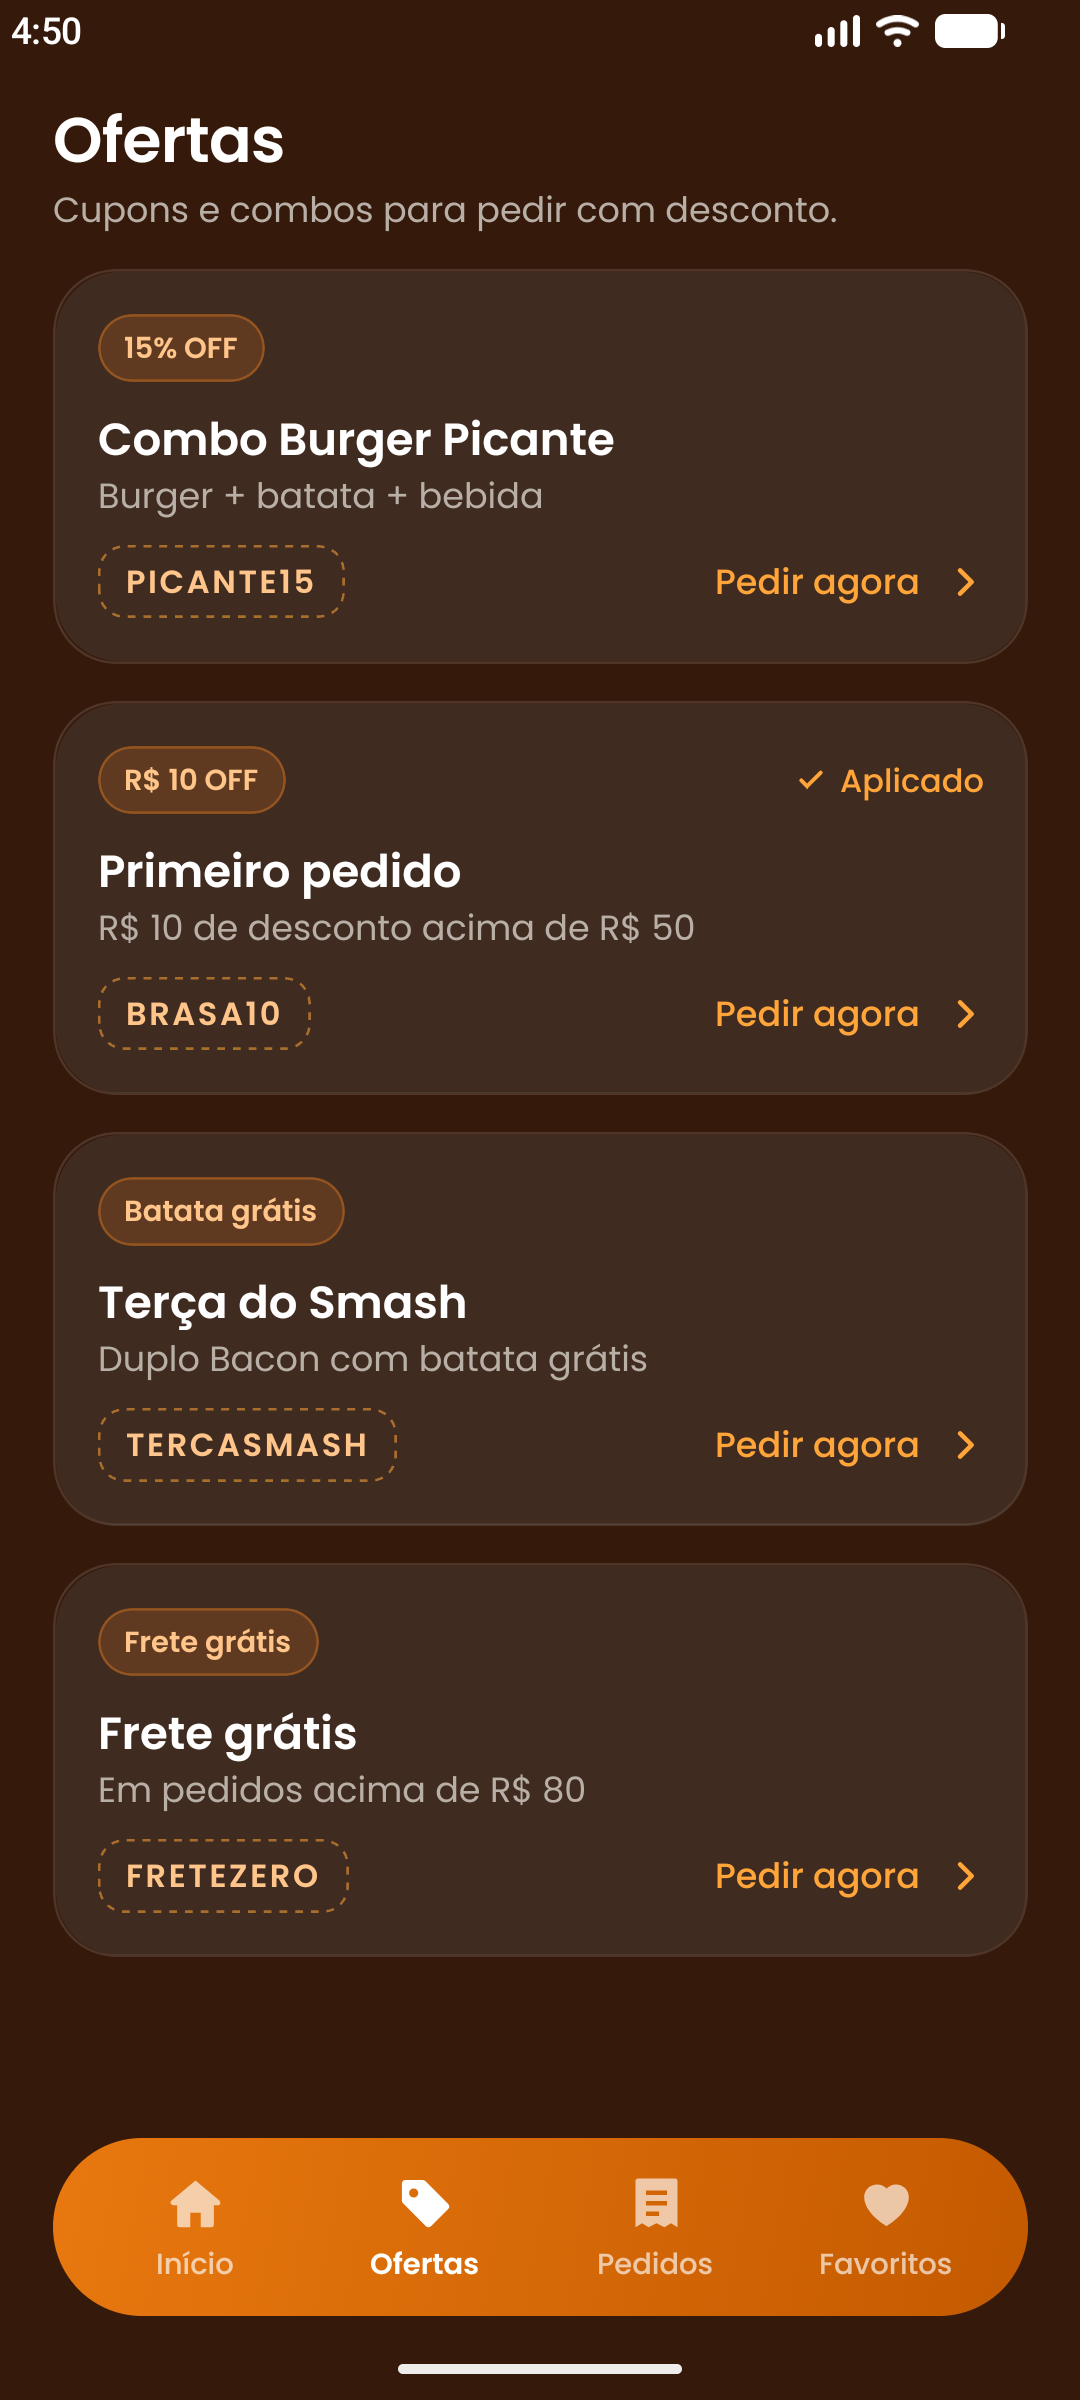 4:50
Ofertas
Cupons e combos para pedir com desconto.
15% OFF
Combo Burger Picante
Burger + batata + bebida
PICANTE15
Pedir agora
R$ 10 OFF
Aplicado
Primeiro pedido
R$ 10 de desconto acima de R$ 50
BRASA10
Pedir agora
Batata grátis
Terça do Smash
Duplo Bacon com batata grátis
TERCASMASH
Pedir agora
Frete grátis
Frete grátis
Em pedidos acima de R$ 80
FRETEZERO
Pedir agora
Início
Ofertas
Pedidos
Favoritos